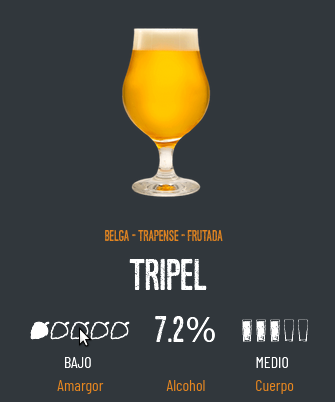 BELGA - TRAPENSE - FRUTADA
TRIPEL
7.2%
BAJO MEDIO
Amargor Alcohol Cuerpo